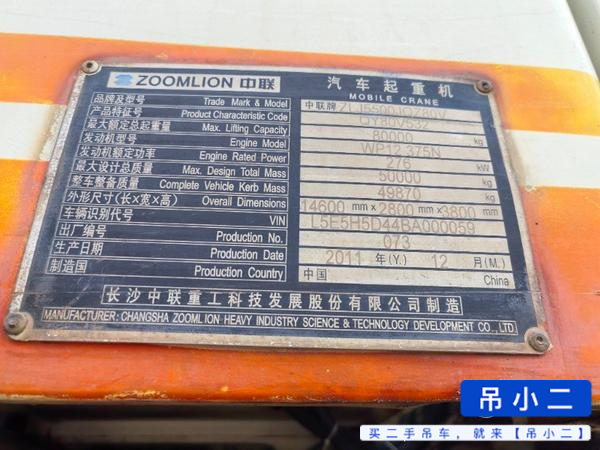 ZOOMLION 中联 汽车起重机
MOBILE CRANE
品牌及型号 Trade Mark & Model 中联牌 ZLJ5500JQZ80V
产品特征号 Product Characteristic Code QY80V532
最大额定总起重量 Max. Lifting Capacity 80000 kg
发动机型号 Engine Model WP12.375N
发动机额定功率 Engine Rated Power 276 kW
最大设计总质量 Max. Design Total Mass 50000 kg
整车整备质量 Complete Vehicle Kerb Mass 49870 kg
外形尺寸(长×宽×高) Overall Dimensions 14600 mm × 2800 mm × 3800 mm
车辆识别代号 VIN L5E5H5D44BA000059
出厂编号 Production No. 073
生产日期 Production Date 2011 年(Y.) 12 月(M.)
制造国 Production Country 中国 China
长沙中联重工科技发展股份有限公司制造
MANUFACTURER: CHANGSHA ZOOMLION HEAVY INDUSTRY SCIENCE & TECHNOLOGY DEVELOPMENT CO., LTD.
吊小二
买二手吊车，就来【吊小二】